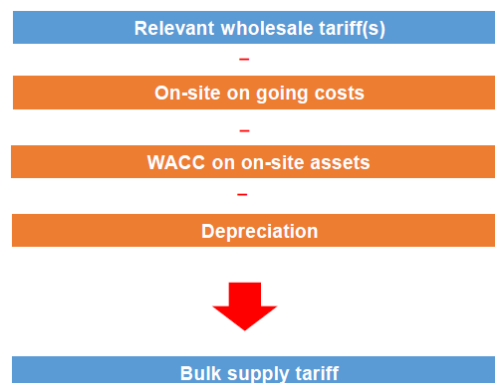 Relevant wholesale tariff(s)
–
On-site on going costs
–
WACC on on-site assets
–
Depreciation
Bulk supply tariff